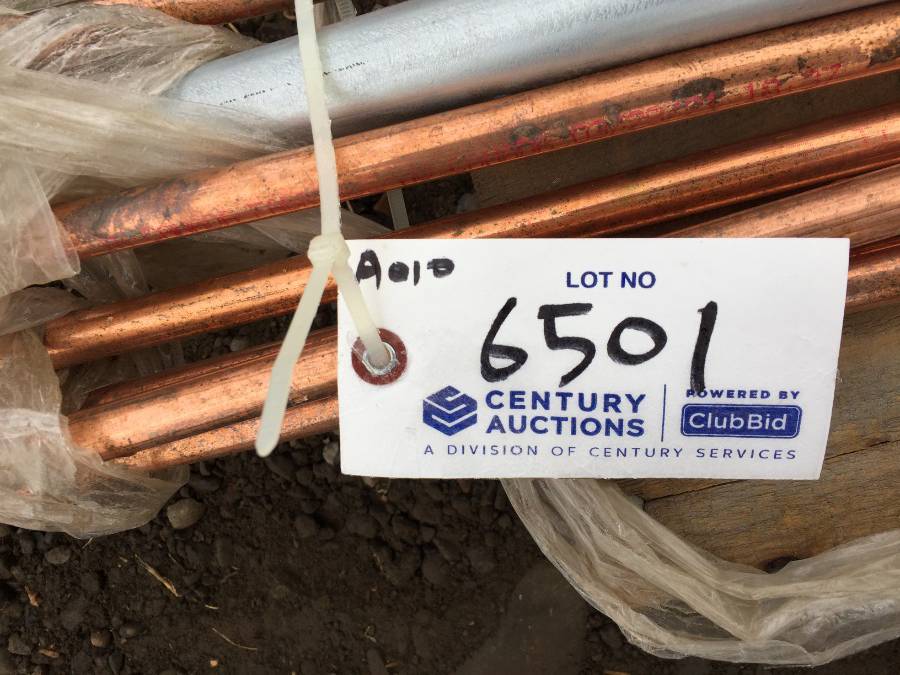 A010
LOT NO
6501
CENTURY AUCTIONS
POWERED BY
ClubBid
A DIVISION OF CENTURY SERVICES